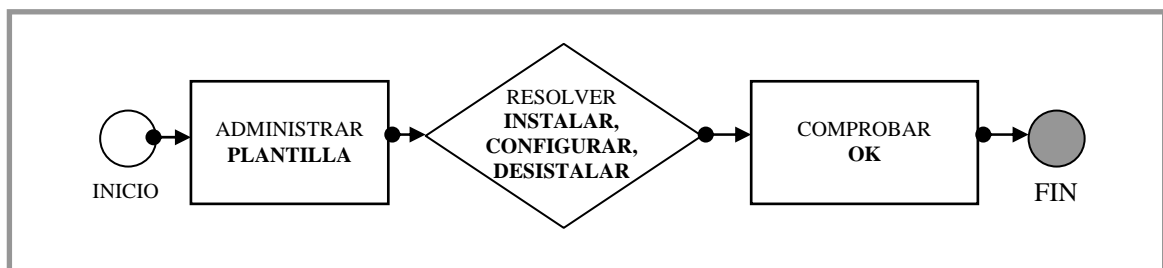 INICIO
ADMINISTRAR
PLANTILLA
RESOLVER
INSTALAR,
CONFIGURAR,
DESISTALAR
COMPROBAR
OK
FIN